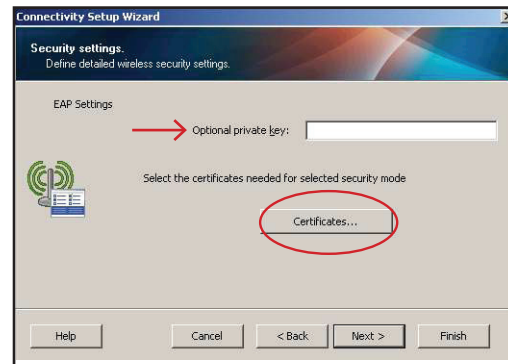 Connectivity Setup Wizard
Security settings.
Define detailed wireless security settings.
EAP Settings
Optional private key:
Select the certificates needed for selected security mode
Certificates...
Help Cancel < Back Next > Finish